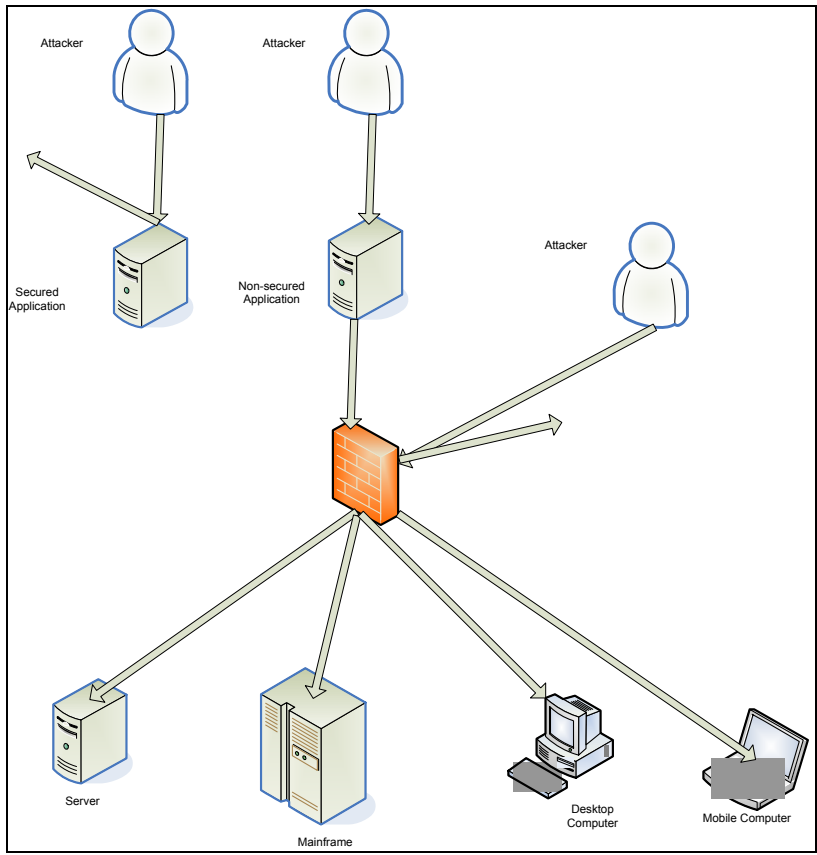 Attacker
Attacker
Attacker
Secured
Application
Non-secured
Application
Server
Mainframe
Desktop
Computer
Mobile Computer